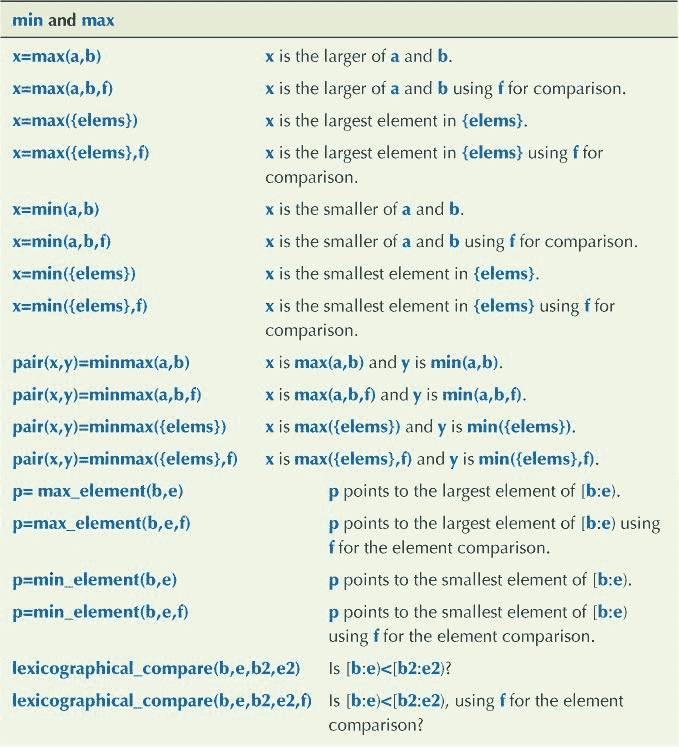 min and max
x=max(a,b) x is the larger of a and b.
x=max(a,b,f) x is the larger of a and b using f for comparison.
x=max({elems}) x is the largest element in {elems}.
x=max({elems},f) x is the largest element in {elems} using f for
comparison.
x=min(a,b) x is the smaller of a and b.
x=min(a,b,f) x is the smaller of a and b using f for comparison.
x=min({elems}) x is the smallest element in {elems}.
x=min({elems},f) x is the smallest element in {elems} using f for
comparison.
pair(x,y)=minmax(a,b) x is max(a,b) and y is min(a,b).
pair(x,y)=minmax(a,b,f) x is max(a,b,f) and y is min(a,b,f).
pair(x,y)=minmax({elems}) x is max({elems}) and y is min({elems}).
pair(x,y)=minmax({elems},f) x is max({elems},f) and y is min({elems},f).
p= max_element(b,e) p points to the largest element of [b:e).
p=max_element(b,e,f) p points to the largest element of [b:e) using
f for the element comparison.
p=min_element(b,e) p points to the smallest element of [b:e).
p=min_element(b,e,f) p points to the smallest element of [b:e)
using f for the element comparison.
lexicographical_compare(b,e,b2,e2) Is [b:e)<[b2:e2)?
lexicographical_compare(b,e,b2,e2,f) Is [b:e)<[b2:e2), using f for the element
comparison?